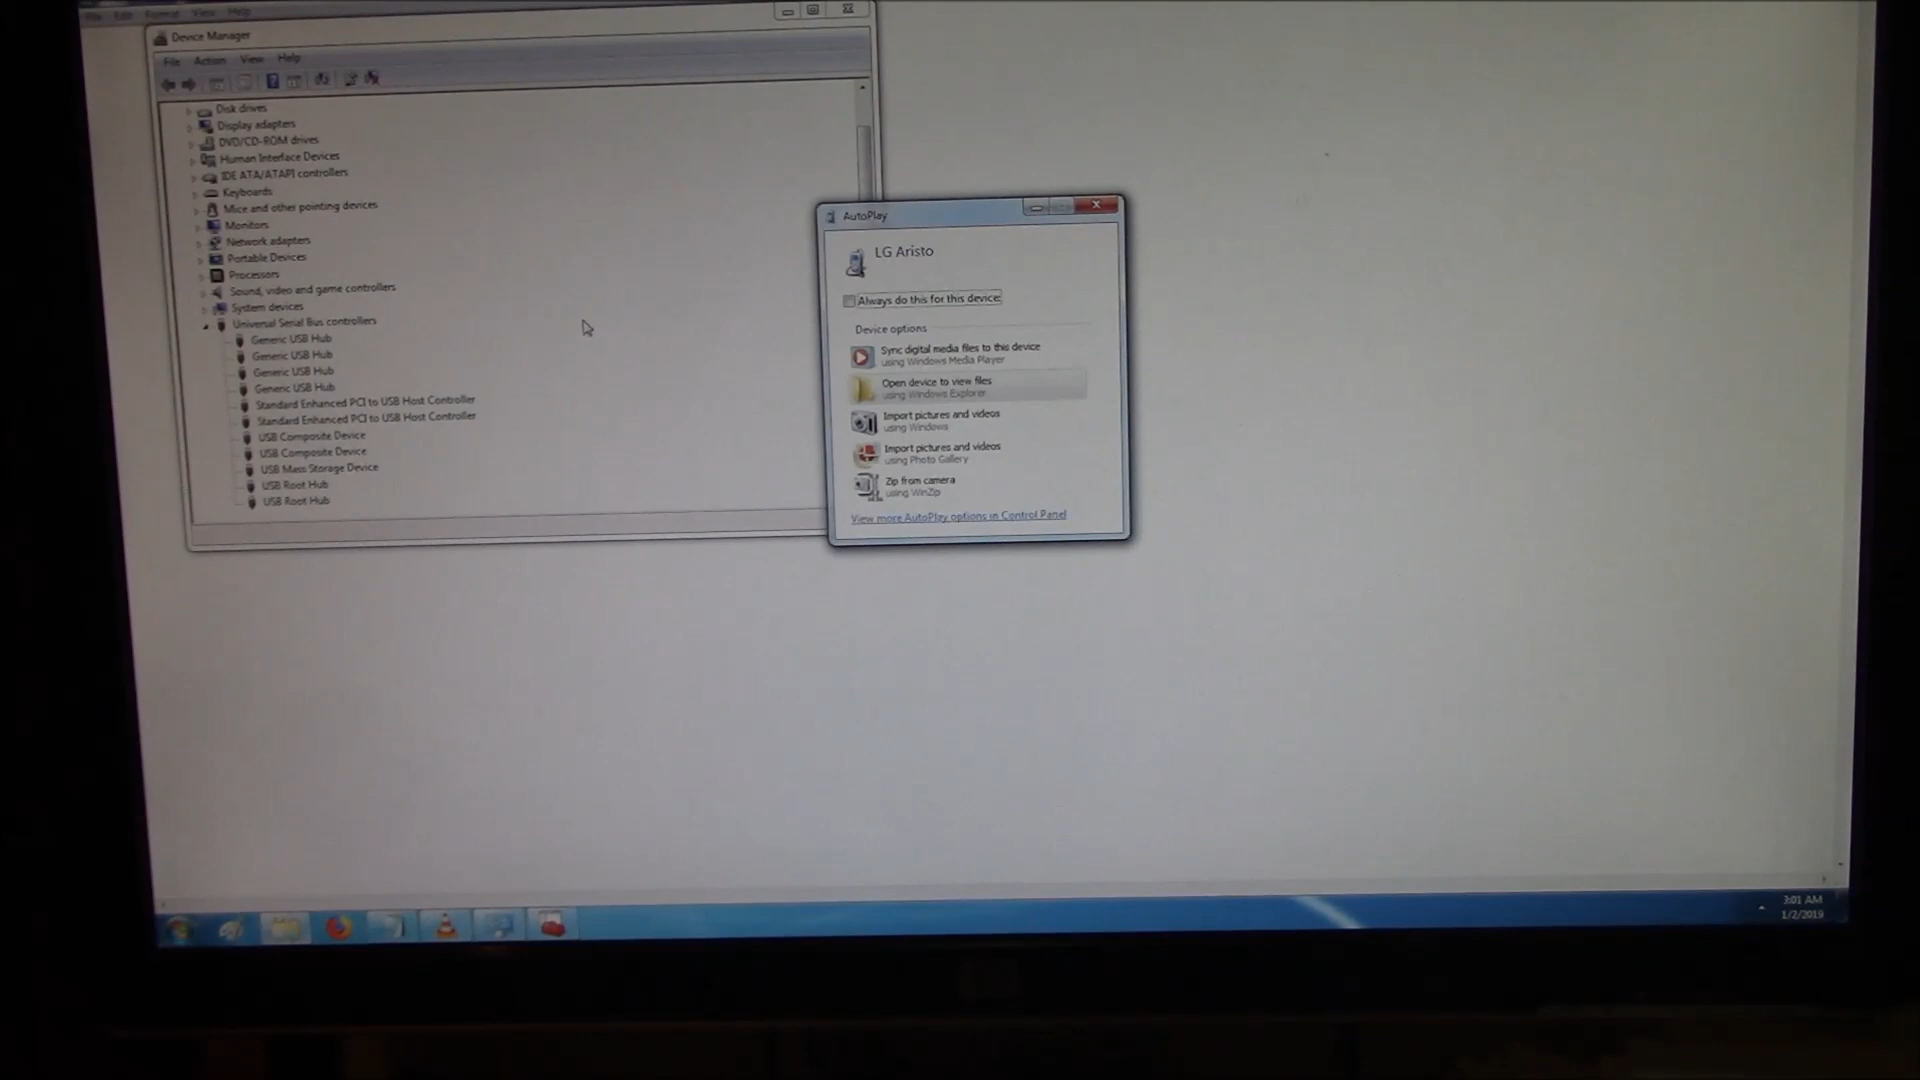 File Edit Format View Help
Device Manager
File Action View Help
Disk drives
Display adapters
DVD/CD-ROM drives
Human Interface Devices
IDE ATA/ATAPI controllers
Keyboards
Mice and other pointing devices
Monitors
Network adapters
Portable Devices
Processors
Sound, video and game controllers
System devices
Universal Serial Bus controllers
Generic USB Hub
Generic USB Hub
Generic USB Hub
Generic USB Hub
Standard Enhanced PCI to USB Host Controller
Standard Enhanced PCI to USB Host Controller
USB Composite Device
USB Composite Device
USB Mass Storage Device
USB Root Hub
USB Root Hub
AutoPlay
LG Aristo
Always do this for this device:
Device options
Sync digital media files to this device
using Windows Media Player
Open device to view files
using Windows Explorer
Import pictures and videos
using Windows
Import pictures and videos
using Photo Gallery
Zip from camera
using WinZip
View more AutoPlay options in Control Panel
3:01 AM
1/2/2019